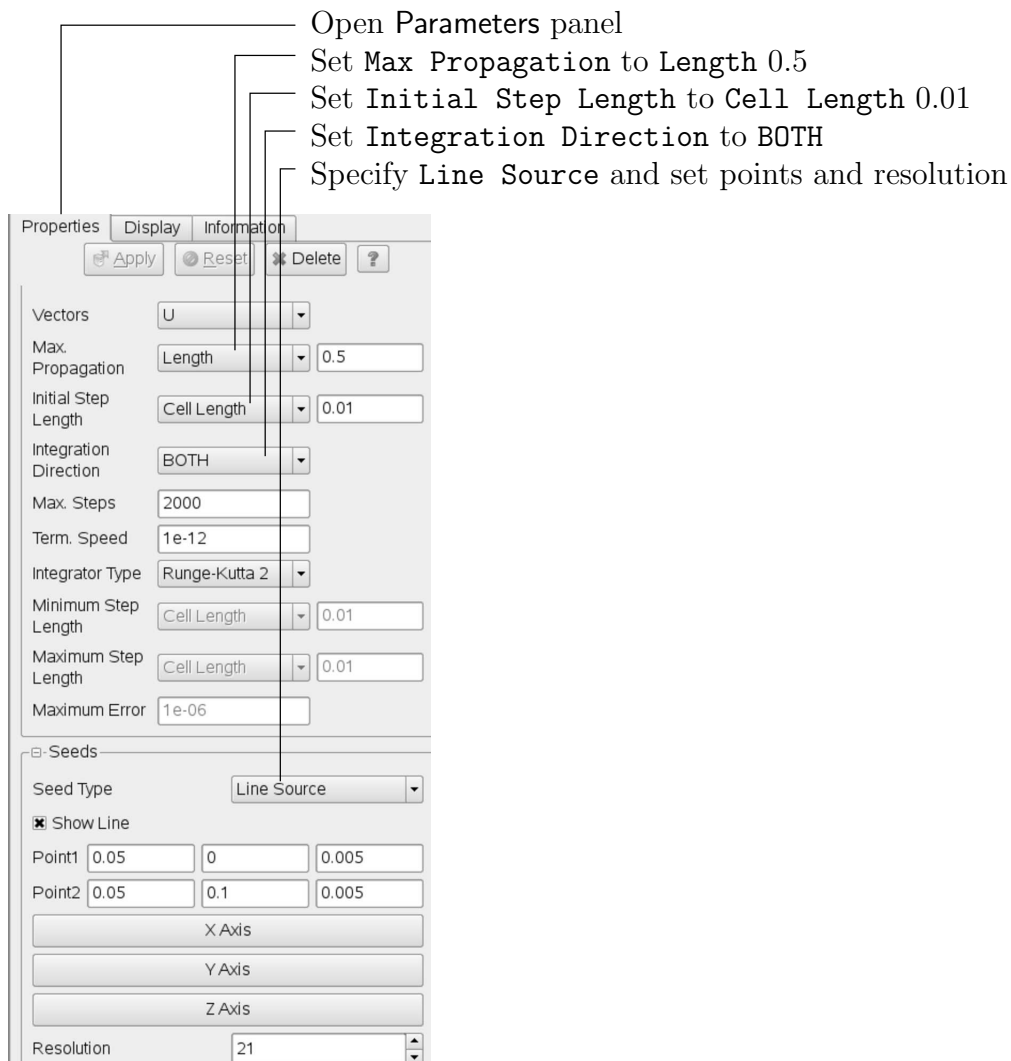 Open Parameters panel
Set Max Propagation to Length 0.5
Set Initial Step Length to Cell Length 0.01
Set Integration Direction to BOTH
Specify Line Source and set points and resolution
Properties Display Information
Apply Reset Delete ?
Vectors U
Max.
Propagation Length 0.5
Initial Step
Length Cell Length 0.01
Integration
Direction BOTH
Max. Steps 2000
Term. Speed 1e-12
Integrator Type Runge-Kutta 2
Minimum Step
Length Cell Length 0.01
Maximum Step
Length Cell Length 0.01
Maximum Error 1e-06
Seeds
Seed Type Line Source
Show Line
Point1 0.05 0 0.005
Point2 0.05 0.1 0.005
X Axis
Y Axis
Z Axis
Resolution 21